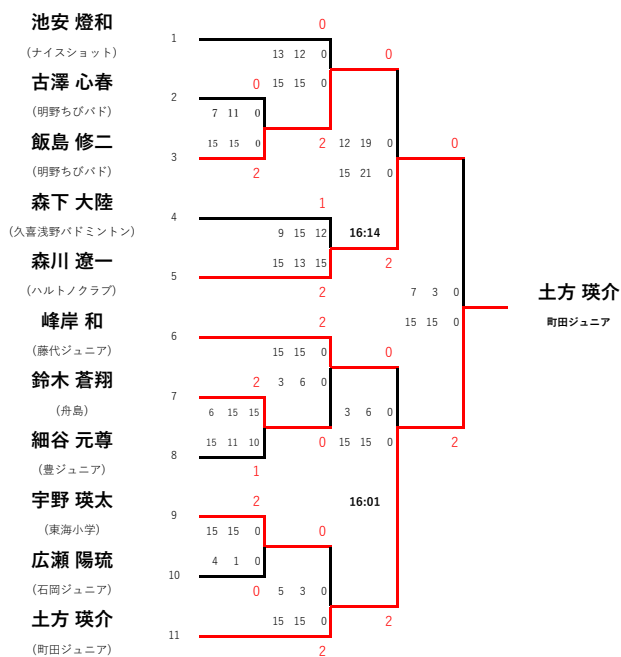 池安 燈和
(ナイスショット)
1
0
13 12 0
0
古澤 心春
(明野ちびバド)
2
0
15 15 0
7 11 0
飯島 修二
(明野ちびバド)
3
15 15 0
2
2
12 19 0
0
15 21 0
森下 大陸
(久喜浅野バドミントン)
4
1
9 15 12
16:14
森川 遼一
(ハルトノクラブ)
5
15 13 15
2
2
7 3 0
土方 瑛介
町田ジュニア
15 15 0
峰岸 和
(藤代ジュニア)
6
2
15 15 0
0
鈴木 蒼翔
(舟島)
7
2
3 6 0
6 15 15
3 6 0
細谷 元尊
(豊ジュニア)
8
15 11 10
1
0
15 15 0
2
16:01
宇野 瑛太
(東海小学)
9
2
15 15 0
0
広瀬 陽琉
(石岡ジュニア)
10
4 1 0
0
5 3 0
土方 瑛介
(町田ジュニア)
11
15 15 0
2
2